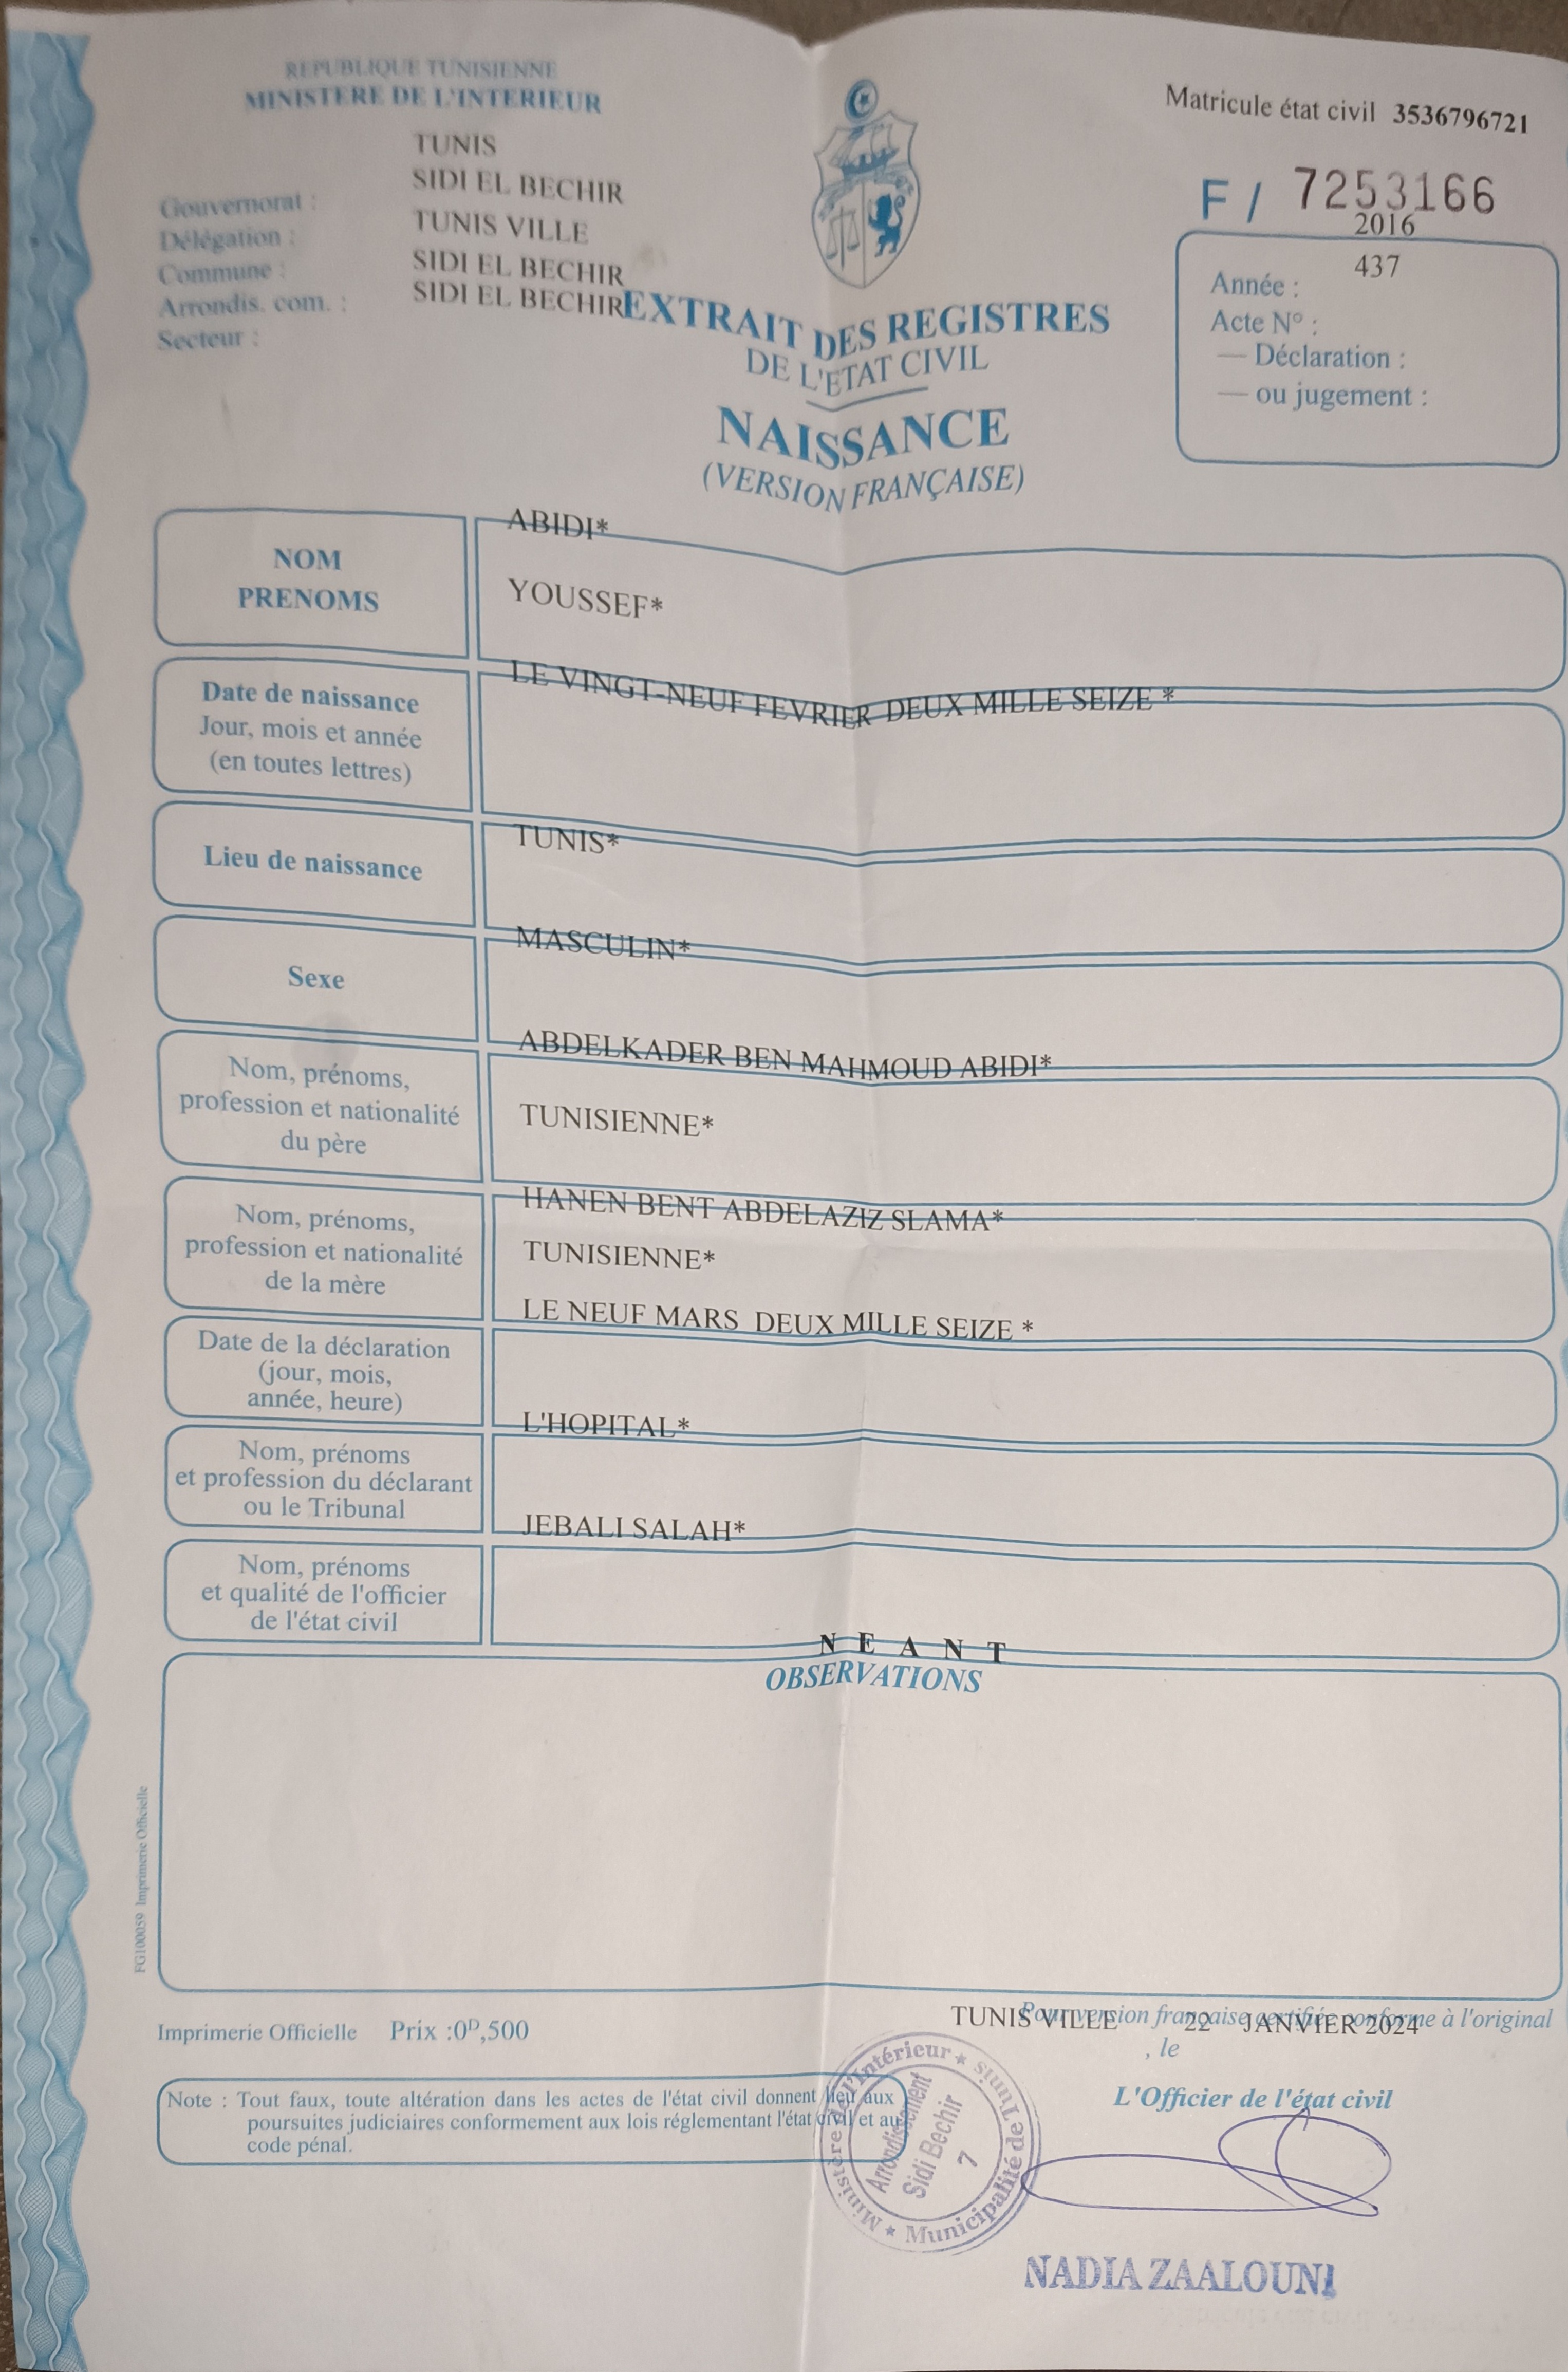 REPUBLIQUE TUNISIENNE
MINISTERE DE L'INTERIEUR
Matricule état civil 3536796721
F / 7253166
Gouvernorat : TUNIS
Délégation : SIDI EL BECHIR
Commune : TUNIS VILLE
Arrondis. com. : SIDI EL BECHIR
Secteur : SIDI EL BECHIR
Année : 2016
Acte N° : 437
— Déclaration :
— ou jugement :
EXTRAIT DES REGISTRES
DE L'ETAT CIVIL
NAISSANCE
(VERSION FRANÇAISE)
NOM ABIDI*
PRENOMS YOUSSEF*
Date de naissance LE VINGT-NEUF FEVRIER DEUX MILLE SEIZE *
Jour, mois et année
(en toutes lettres)
Lieu de naissance TUNIS*
Sexe MASCULIN*
Nom, prénoms, ABDELKADER BEN MAHMOUD ABIDI*
profession et nationalité TUNISIENNE*
du père
Nom, prénoms, HANEN BENT ABDELAZIZ SLAMA*
profession et nationalité TUNISIENNE*
de la mère
Date de la déclaration LE NEUF MARS DEUX MILLE SEIZE *
(jour, mois,
année, heure)
Nom, prénoms L'HOPITAL*
et profession du déclarant
ou le Tribunal
Nom, prénoms JEBALI SALAH*
et qualité de l'officier
de l'état civil
N E A N T
OBSERVATIONS
FG100059 Imprimerie Officielle
Imprimerie Officielle Prix :0ᴰ,500
Pour version française certifiée conforme à l'original
TUNIS VILLE , le 22 JANVIER 2024
Note : Tout faux, toute altération dans les actes de l'état civil donnent lieu aux
poursuites judiciaires conformement aux lois réglementant l'état civil et au
code pénal.
L'Officier de l'état civil
Ministère de l'Intérieur ★ Municipalité de Tunis ★
Arrondissement
Sidi Bechir
7
NADIA ZAALOUNI